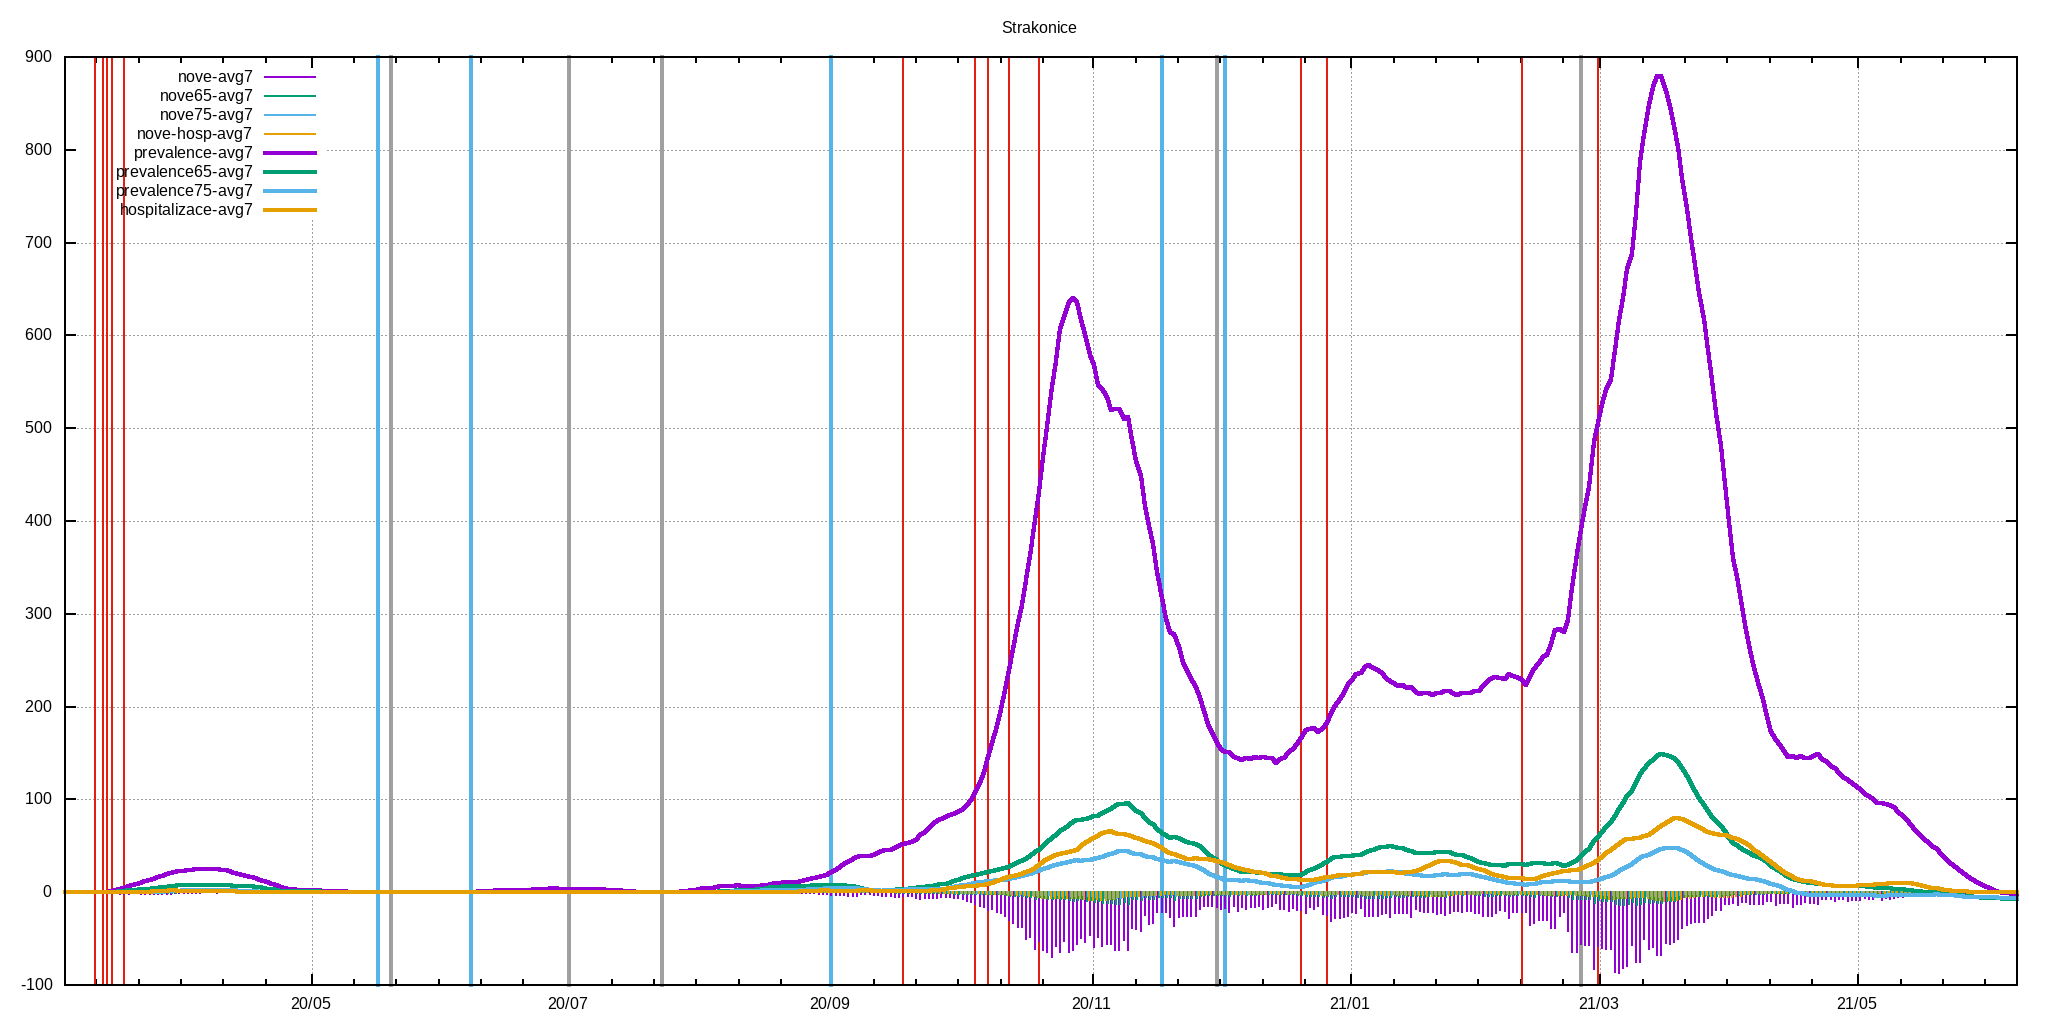 Strakonice
900
800
700
600
500
400
300
200
100
0
-100
nove-avg7
nove65-avg7
nove75-avg7
nove-hosp-avg7
prevalence-avg7
prevalence65-avg7
prevalence75-avg7
hospitalizace-avg7
20/05 20/07 20/09 20/11 21/01 21/03 21/05